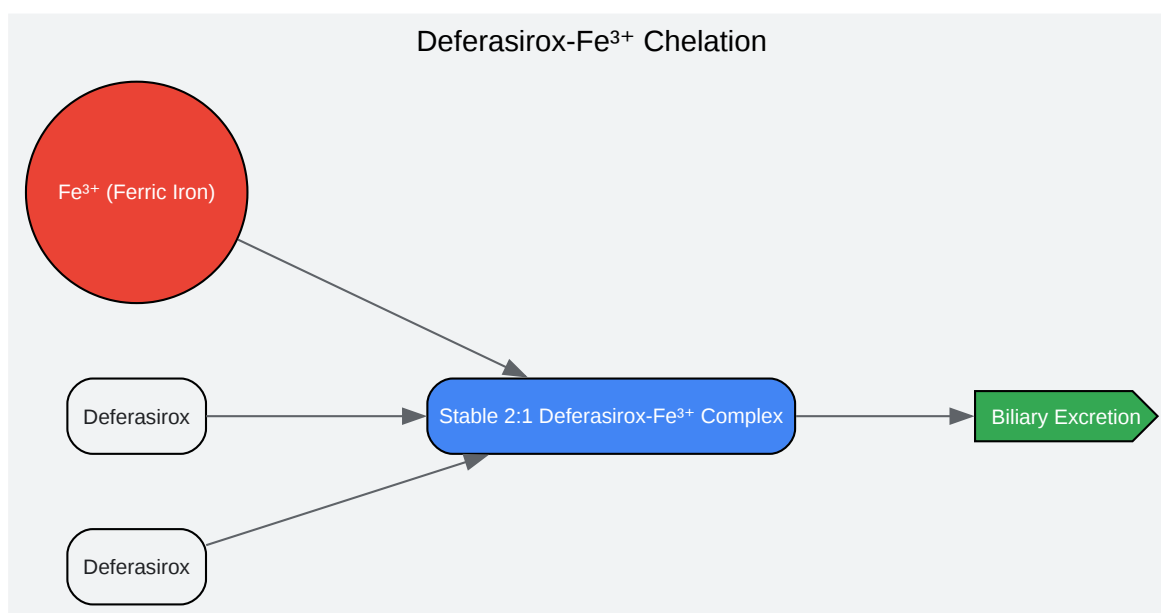 Deferasirox-Fe³⁺ Chelation
Fe³⁺ (Ferric Iron)
Deferasirox
Stable 2:1 Deferasirox-Fe³⁺ Complex
Biliary Excretion
Deferasirox